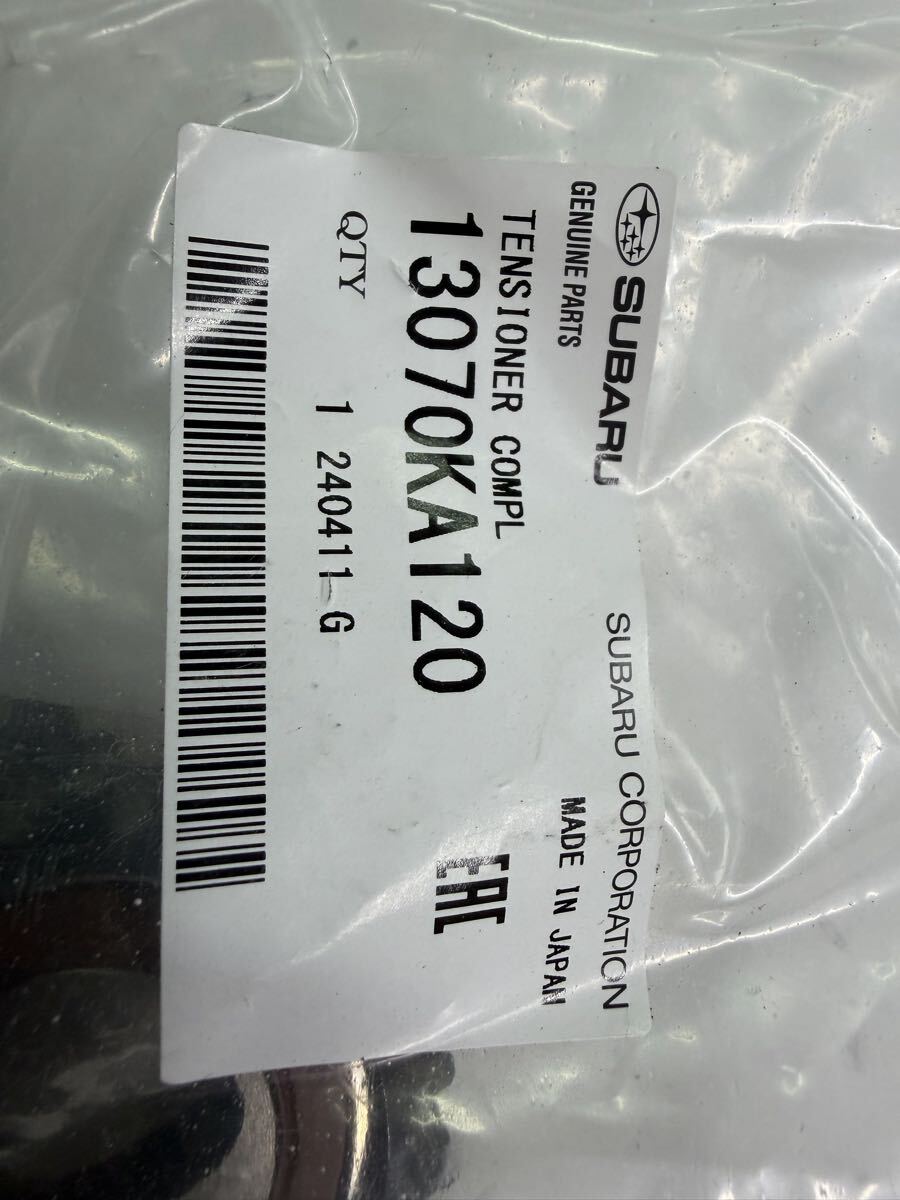 SUBARU
SUBARU CORPORATION
GENUINE PARTS
MADE IN JAPAN
TENSIONER COMPL
13070KA120
EAC
QTY
1 240411 G